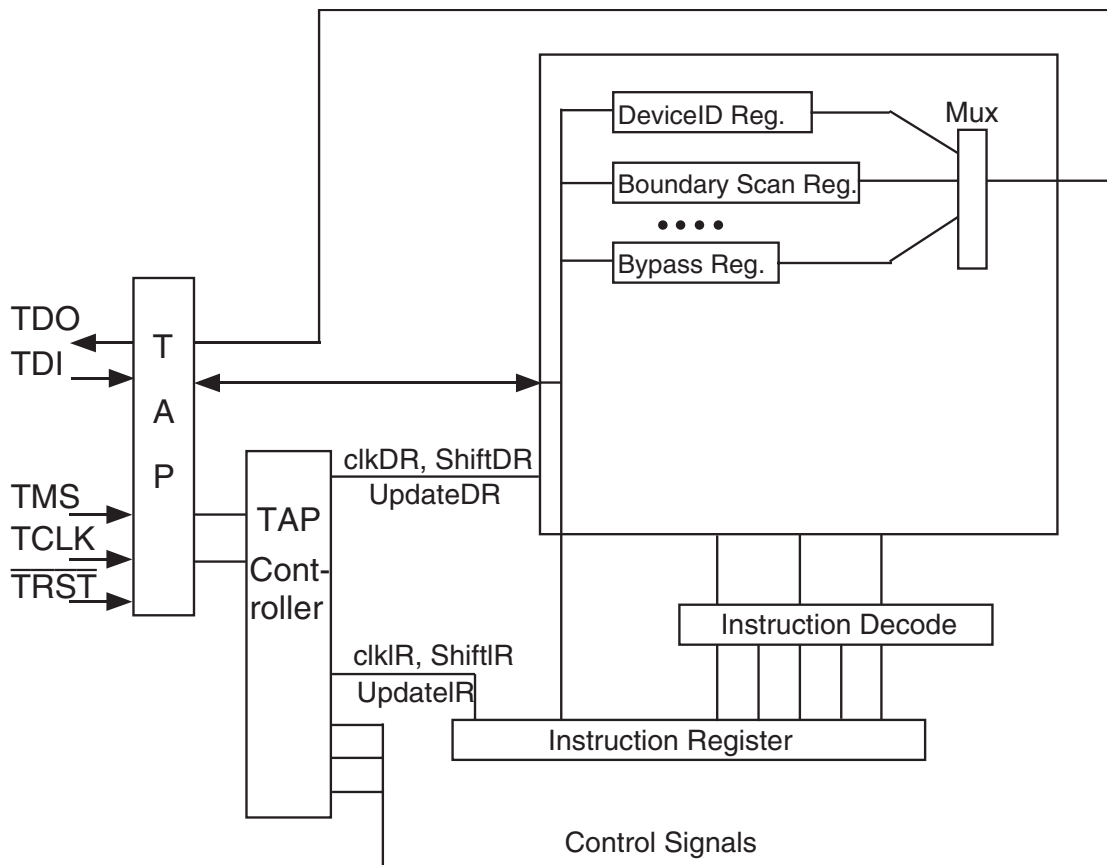 DeviceID Reg.
Mux
Boundary Scan Reg.
Bypass Reg.
TDO
TDI
TMS
TCLK
TRST
T
A
P
TAP
Cont-
roller
clkDR, ShiftDR
UpdateDR
clkIR, ShiftIR
UpdateIR
Instruction Decode
Instruction Register
Control Signals